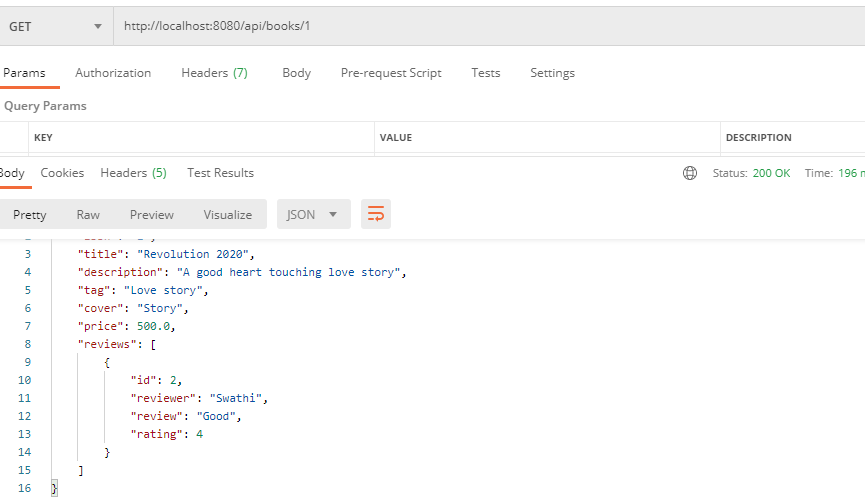 GET http://localhost:8080/api/books/1
Params Authorization Headers (7) Body Pre-request Script Tests Settings
Query Params
KEY VALUE DESCRIPTION
Body Cookies Headers (5) Test Results Status: 200 OK Time: 196 m
Pretty Raw Preview Visualize JSON
3 "title": "Revolution 2020",
4 "description": "A good heart touching love story",
5 "tag": "Love story",
6 "cover": "Story",
7 "price": 500.0,
8 "reviews": [
9 {
10 "id": 2,
11 "reviewer": "Swathi",
12 "review": "Good",
13 "rating": 4
14 }
15 ]
16 }